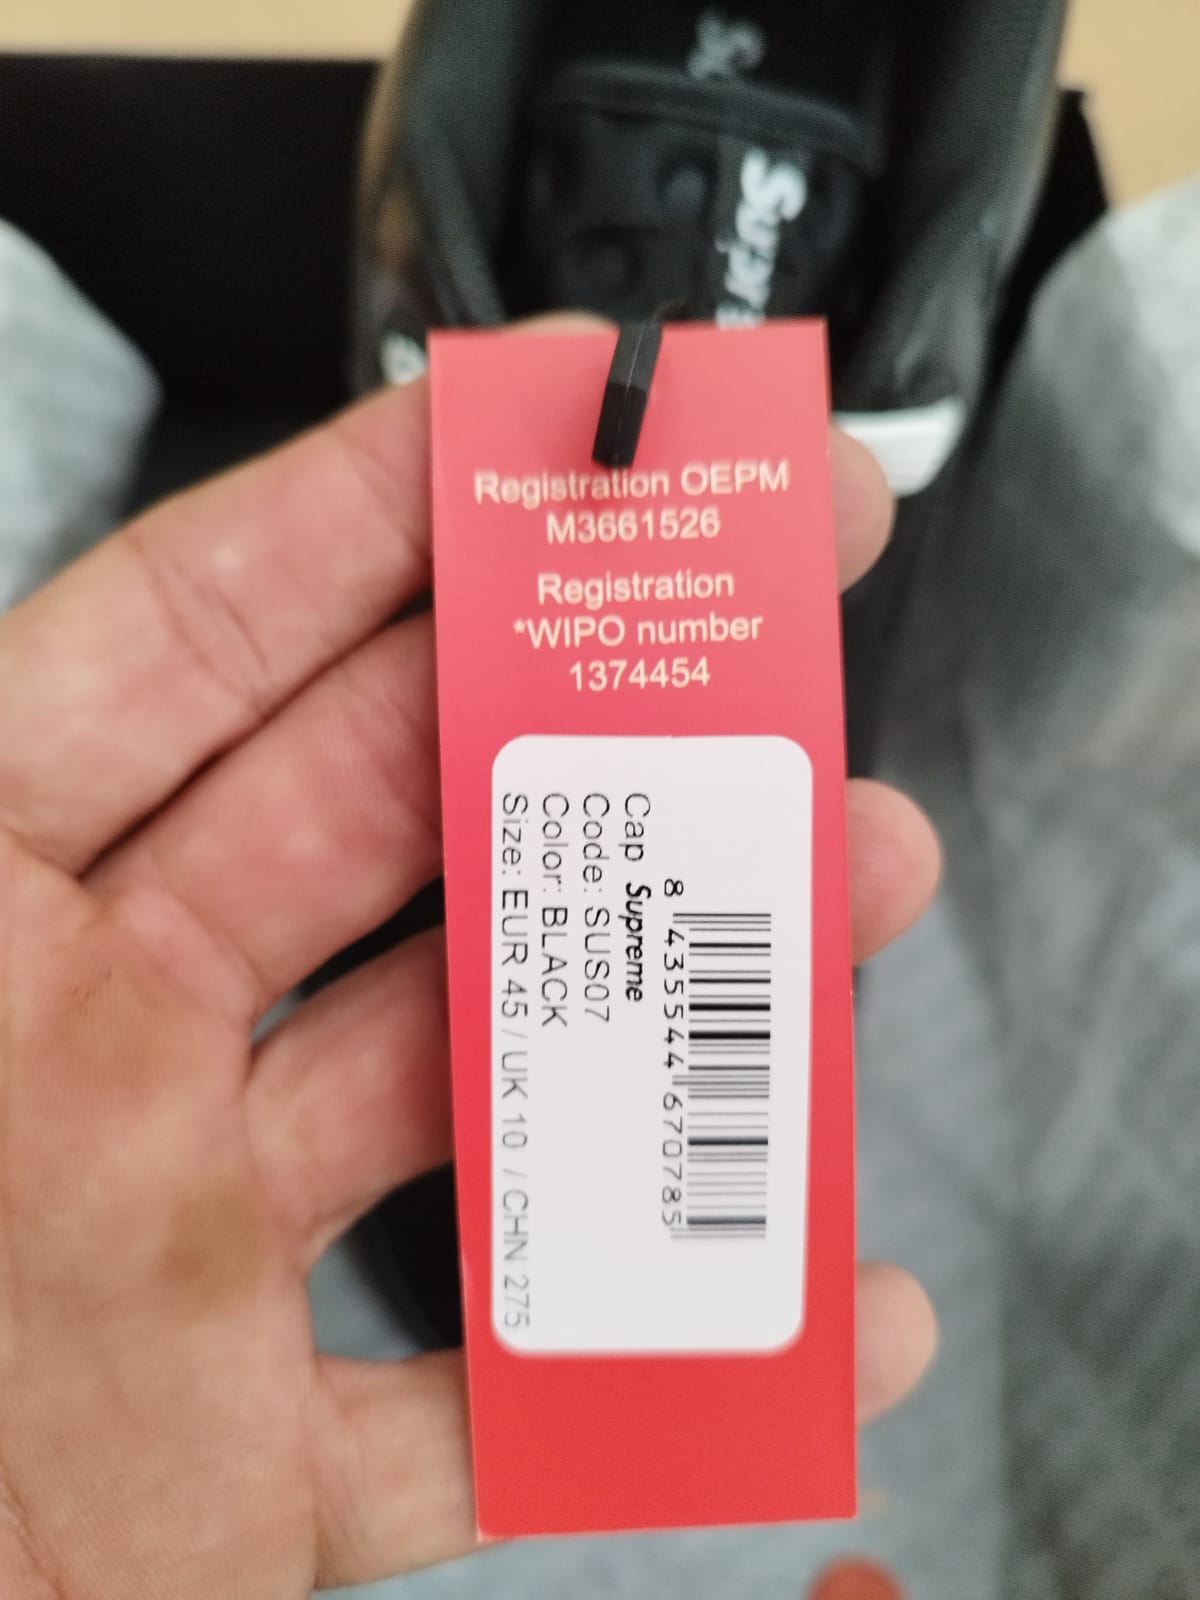 Registration OEPM
M3661526
Registration
*WIPO number
1374454
8 435544 670785
Cap Supreme
Code: SUS07
Color: BLACK
Size: EUR 45 / UK 10 / CHN 275